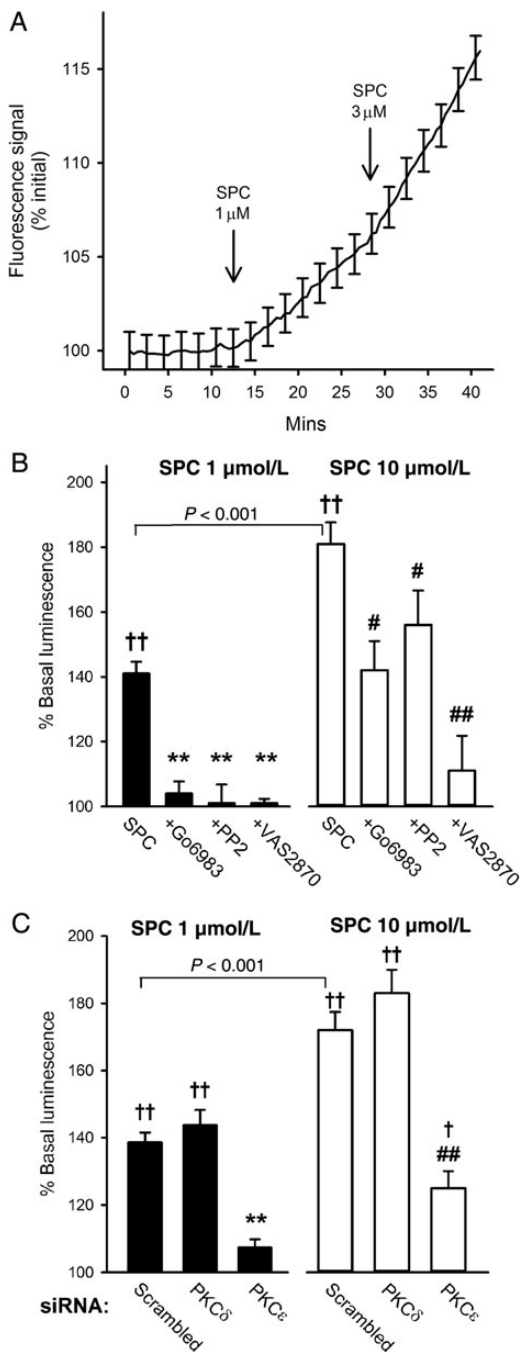 A
Fluorescence signal
(% initial)
115
110
105
100
SPC
1 μM
SPC
3 μM
0 5 10 15 20 25 30 35 40
Mins
B
SPC 1 μmol/L SPC 10 μmol/L
% Basal luminescence
200
180
160
140
120
100
P < 0.001
†† ** ** ** †† # # ##
SPC +Go6983 +PP2 +VAS2870 SPC +Go6983 +PP2 +VAS2870
C
SPC 1 μmol/L SPC 10 μmol/L
% Basal luminescence
200
180
160
140
120
100
P < 0.001
†† †† ** †† †† †
##
siRNA: Scrambled PKCδ PKCε Scrambled PKCδ PKCε